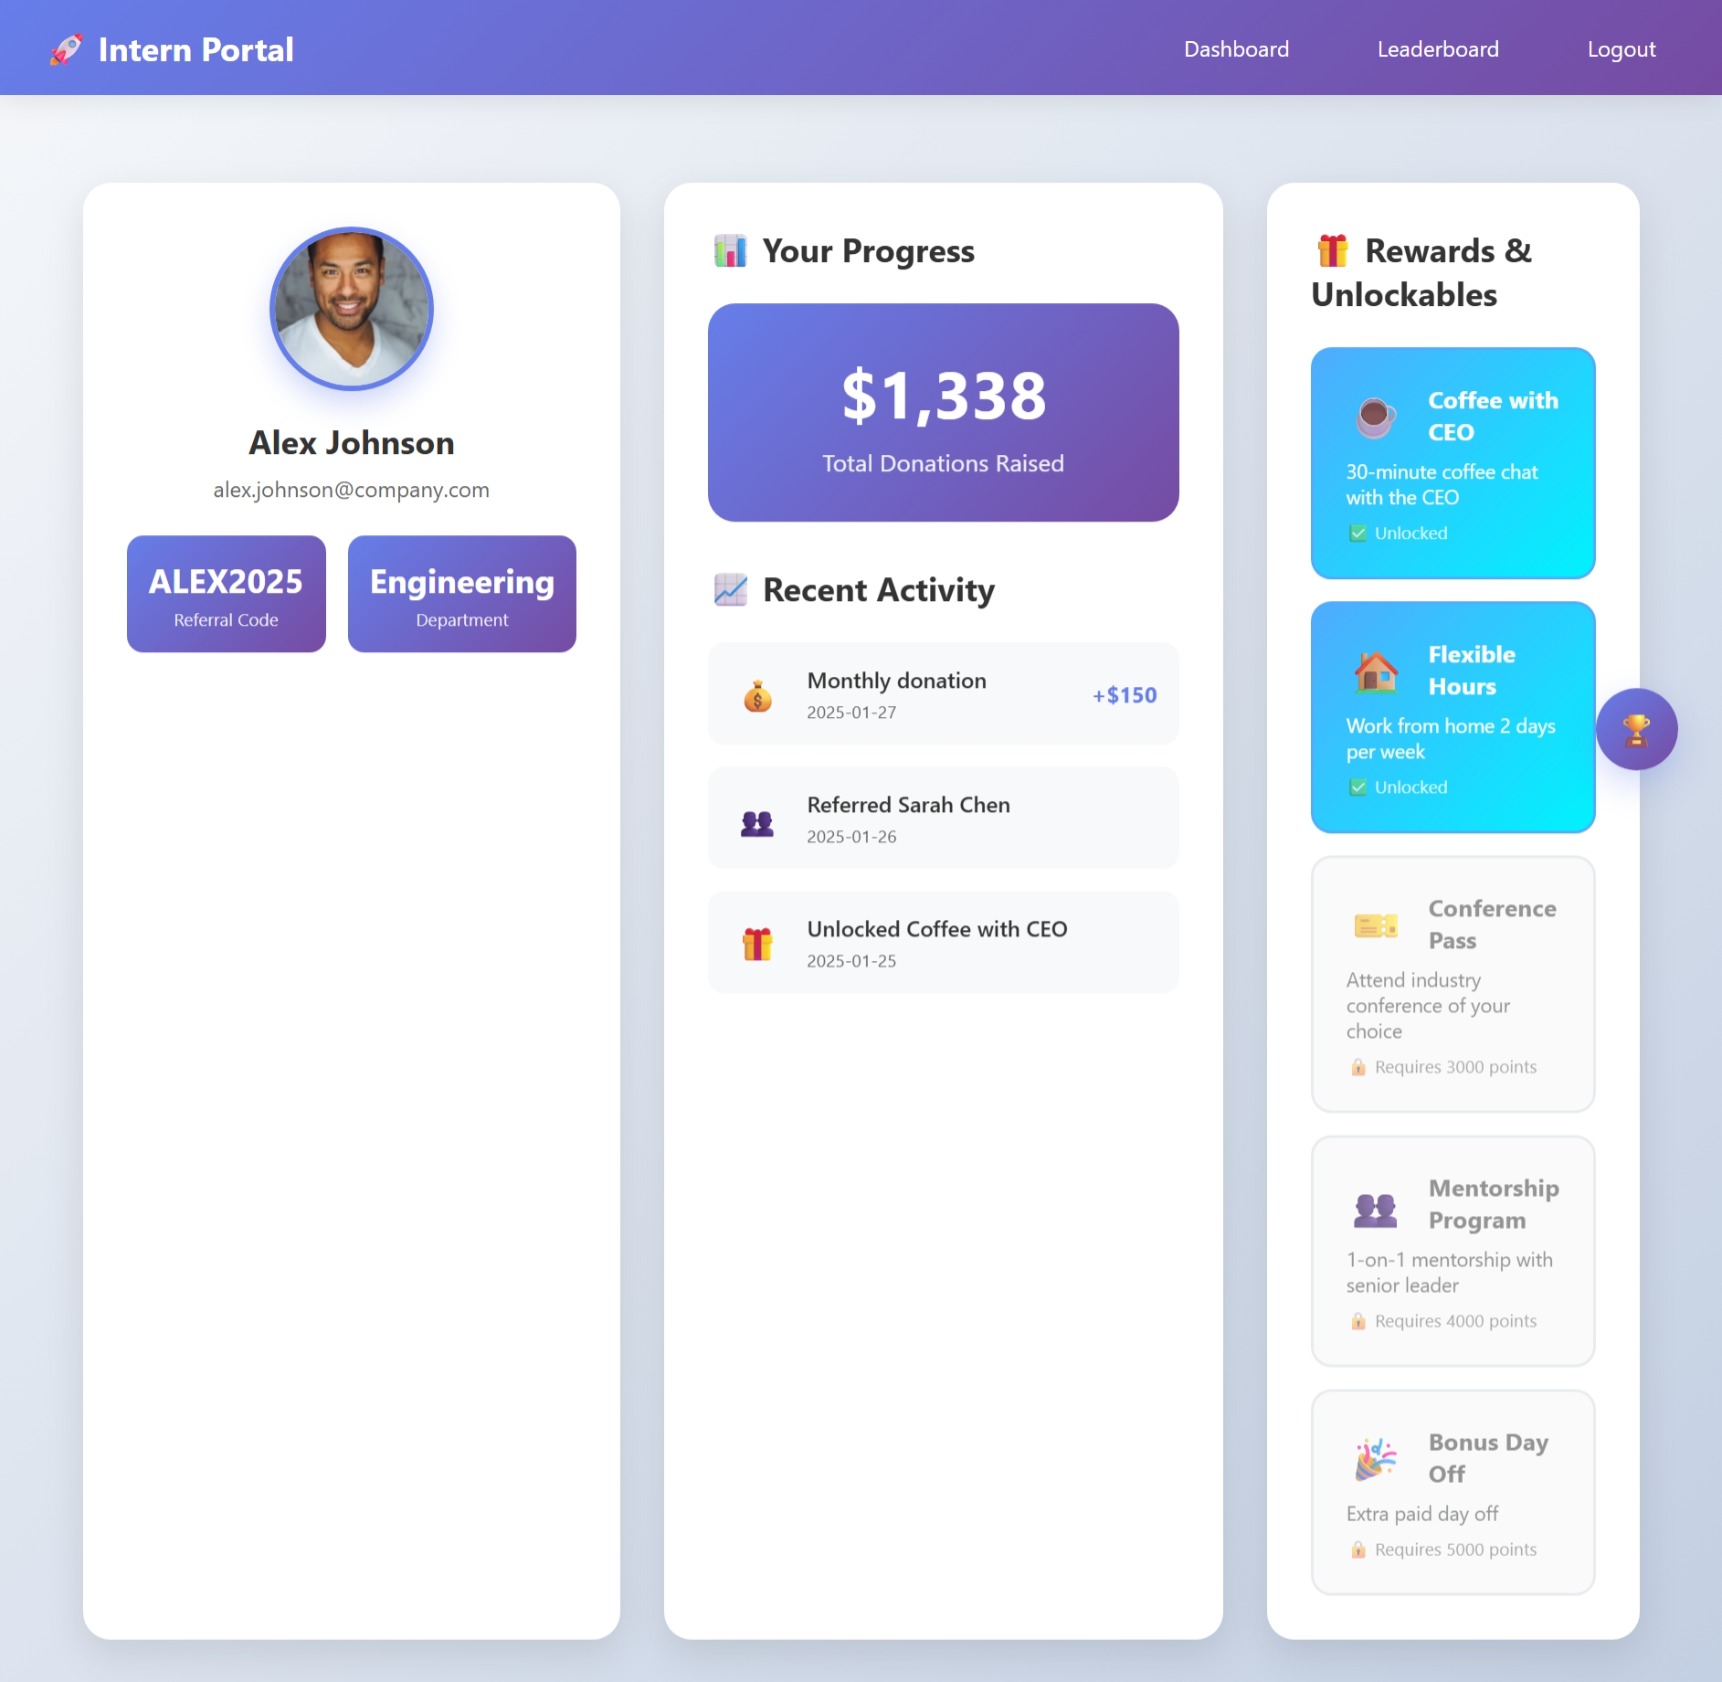 Intern Portal
Dashboard
Leaderboard
Logout
Alex Johnson
alex.johnson@company.com
ALEX2025
Referral Code
Engineering
Department
Your Progress
$1,338
Total Donations Raised
Recent Activity
Monthly donation
2025-01-27
+$150
Referred Sarah Chen
2025-01-26
Unlocked Coffee with CEO
2025-01-25
Rewards &
Unlockables
Coffee with
CEO
30-minute coffee chat
with the CEO
Unlocked
Flexible
Hours
Work from home 2 days
per week
Unlocked
Conference
Pass
Attend industry
conference of your
choice
Requires 3000 points
Mentorship
Program
1-on-1 mentorship with
senior leader
Requires 4000 points
Bonus Day
Off
Extra paid day off
Requires 5000 points